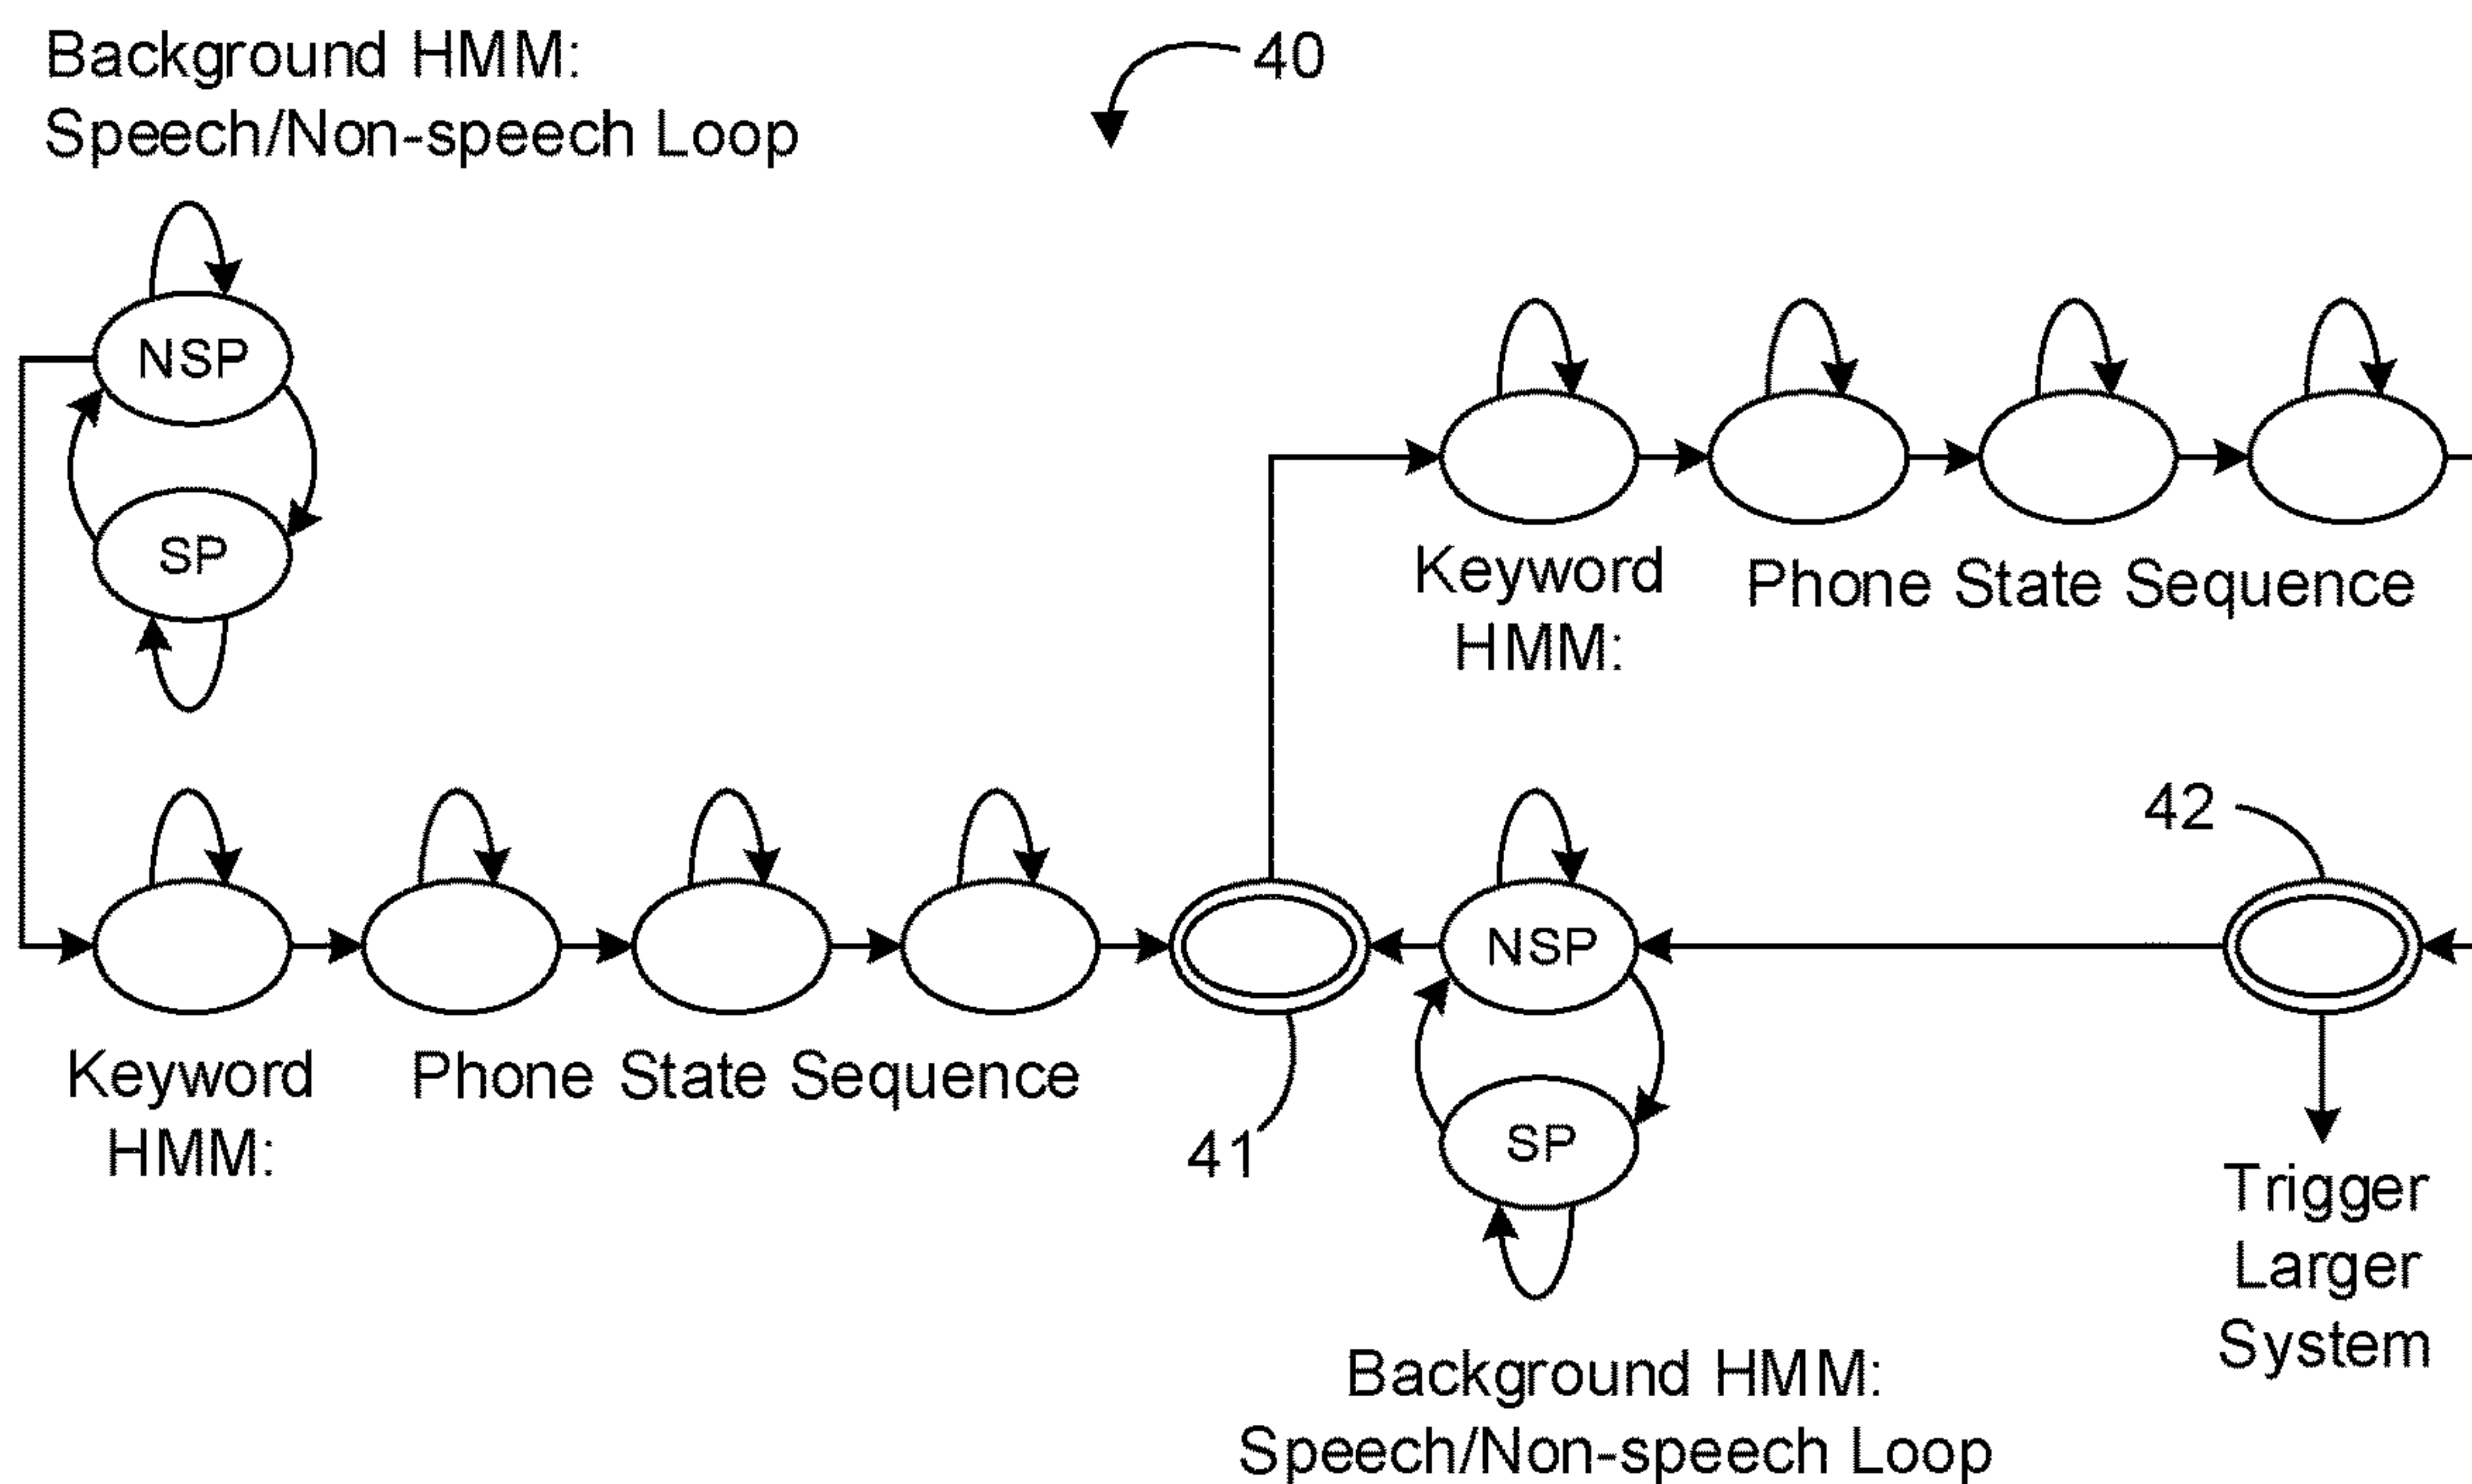 Background HMM:
Speech/Non-speech Loop
40
NSP
SP
Keyword
HMM:
Phone State Sequence
42
NSP
Keyword
HMM:
Phone State Sequence
41
SP
Trigger
Larger
System
Background HMM:
Speech/Non-speech Loop